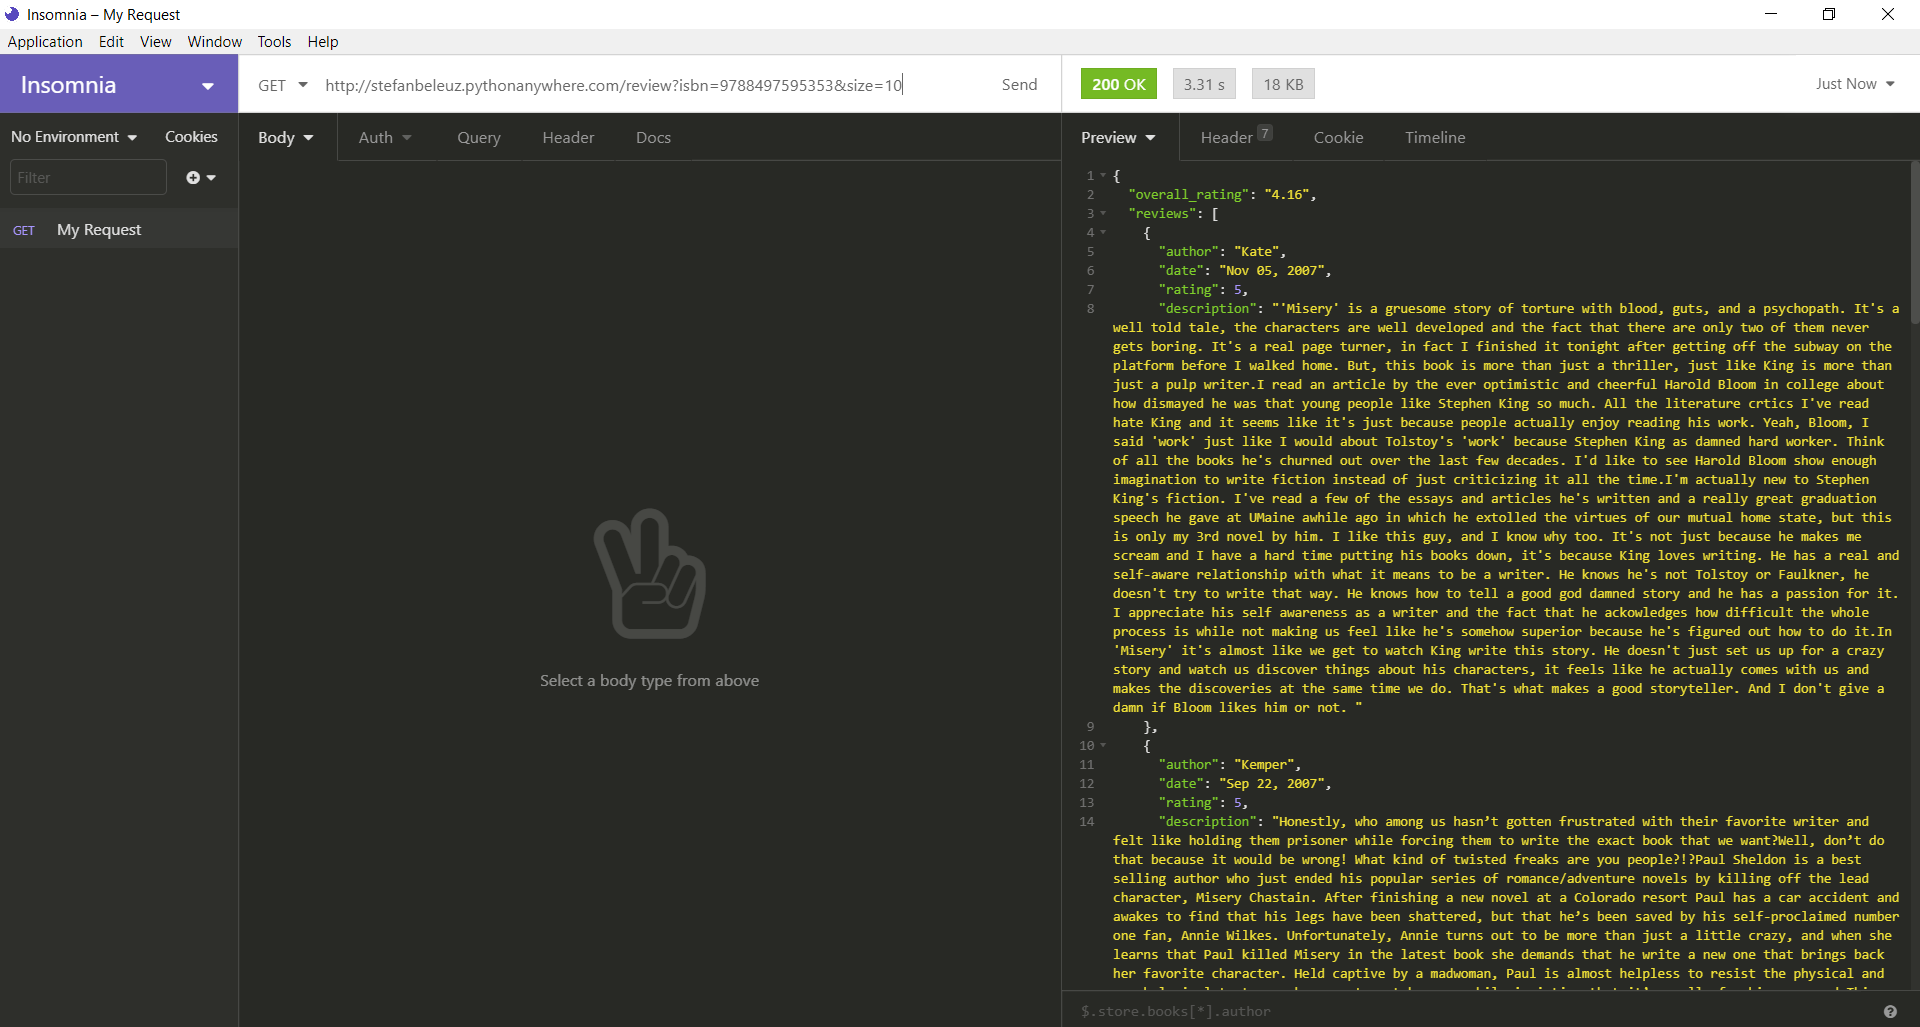 Insomnia – My Request
Application Edit View Window Tools Help
Insomnia
GET http://stefanbeleuz.pythonanywhere.com/review?isbn=9788497595353&size=10 Send
200 OK 3.31 s 18 KB Just Now
No Environment Cookies
Filter
GET My Request
Body Auth Query Header Docs
Select a body type from above
Preview Header 7 Cookie Timeline
1 {
2 "overall_rating": "4.16",
3 "reviews": [
4 {
5 "author": "Kate",
6 "date": "Nov 05, 2007",
7 "rating": 5,
8 "description": "'Misery' is a gruesome story of torture with blood, guts, and a psychopath. It's a
well told tale, the characters are well developed and the fact that there are only two of them never
gets boring. It's a real page turner, in fact I finished it tonight after getting off the subway on the
platform before I walked home. But, this book is more than just a thriller, just like King is more than
just a pulp writer.I read an article by the ever optimistic and cheerful Harold Bloom in college about
how dismayed he was that young people like Stephen King so much. All the literature crtics I've read
hate King and it seems like it's just because people actually enjoy reading his work. Yeah, Bloom, I
said 'work' just like I would about Tolstoy's 'work' because Stephen King as damned hard worker. Think
of all the books he's churned out over the last few decades. I'd like to see Harold Bloom show enough
imagination to write fiction instead of just criticizing it all the time.I'm actually new to Stephen
King's fiction. I've read a few of the essays and articles he's written and a really great graduation
speech he gave at UMaine awhile ago in which he extolled the virtues of our mutual home state, but this
is only my 3rd novel by him. I like this guy, and I know why too. It's not just because he makes me
scream and I have a hard time putting his books down, it's because King loves writing. He has a real and
self-aware relationship with what it means to be a writer. He knows he's not Tolstoy or Faulkner, he
doesn't try to write that way. He knows how to tell a good god damned story and he has a passion for it.
I appreciate his self awareness as a writer and the fact that he ackowledges how difficult the whole
process is while not making us feel like he's somehow superior because he's figured out how to do it.In
'Misery' it's almost like we get to watch King write this story. He doesn't just set us up for a crazy
story and watch us discover things about his characters, it feels like he actually comes with us and
makes the discoveries at the same time we do. That's what makes a good storyteller. And I don't give a
damn if Bloom likes him or not. "
9 },
10 {
11 "author": "Kemper",
12 "date": "Sep 22, 2007",
13 "rating": 5,
14 "description": "Honestly, who among us hasn’t gotten frustrated with their favorite writer and
felt like holding them prisoner while forcing them to write the exact book that we want?Well, don’t do
that because it would be wrong! What kind of twisted freaks are you people?!?Paul Sheldon is a best
selling author who just ended his popular series of romance/adventure novels by killing off the lead
character, Misery Chastain. After finishing a new novel at a Colorado resort Paul has a car accident and
awakes to find that his legs have been shattered, but that he’s been saved by his self-proclaimed number
one fan, Annie Wilkes. Unfortunately, Annie turns out to be more than just a little crazy, and when she
learns that Paul killed Misery in the latest book she demands that he write a new one that brings back
her favorite character. Held captive by a madwoman, Paul is almost helpless to resist the physical and
$.store.books[*].author